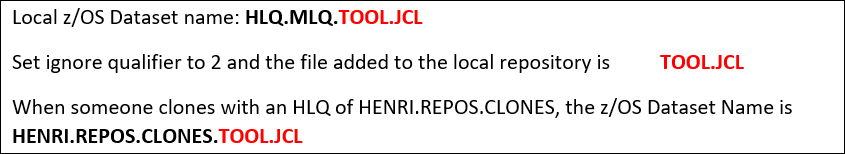 Local z/OS Dataset name: HLQ.MLQ.TOOL.JCL
Set ignore qualifier to 2 and the file added to the local repository is TOOL.JCL
When someone clones with an HLQ of HENRI.REPOS.CLONES, the z/OS Dataset Name is
HENRI.REPOS.CLONES.TOOL.JCL